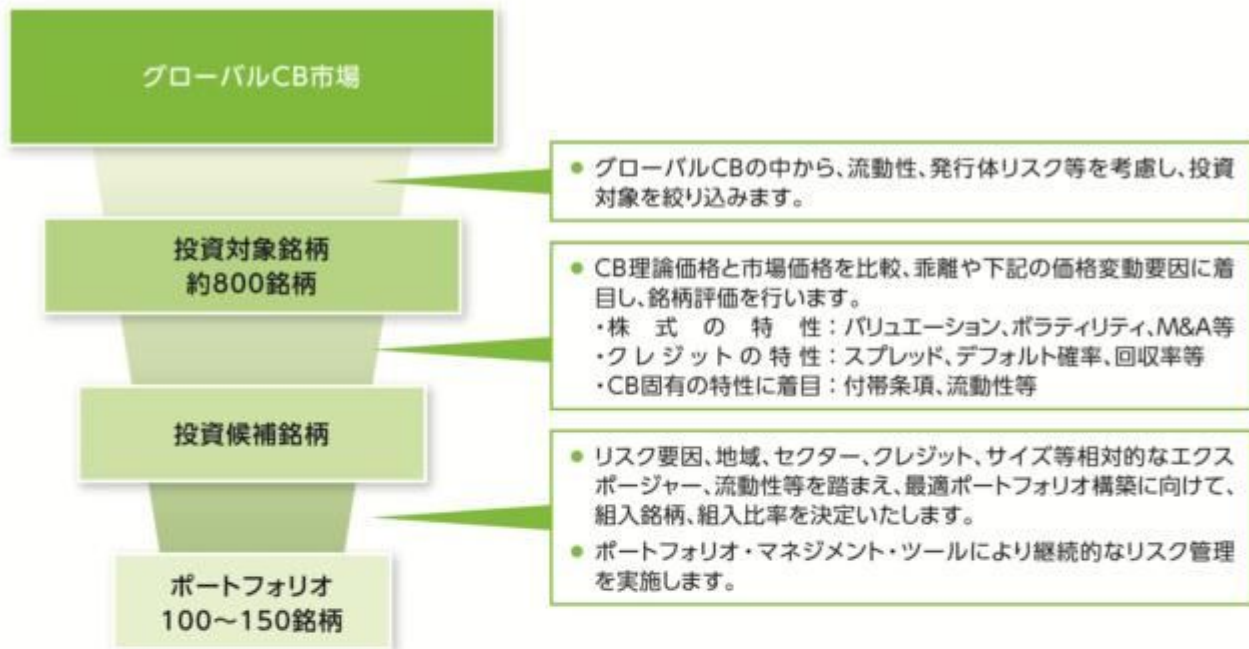 グローバルCB市場
● グローバルCBの中から、流動性、発行体リスク等を考慮し、投資
対象を絞り込みます。
投資対象銘柄
約800銘柄
● CB理論価格と市場価格を比較、乖離や下記の価格変動要因に着
目し、銘柄評価を行います。
・株式の特性：バリュエーション、ボラティリティ、M&A等
・クレジットの特性：スプレッド、デフォルト確率、回収率等
・CB固有の特性に着目：付帯条項、流動性等
投資候補銘柄
● リスク要因、地域、セクター、クレジット、サイズ等相対的なエクス
ポージャー、流動性等を踏まえ、最適ポートフォリオ構築に向けて、
組入銘柄、組入比率を決定いたします。
● ポートフォリオ・マネジメント・ツールにより継続的なリスク管理
を実施します。
ポートフォリオ
100～150銘柄